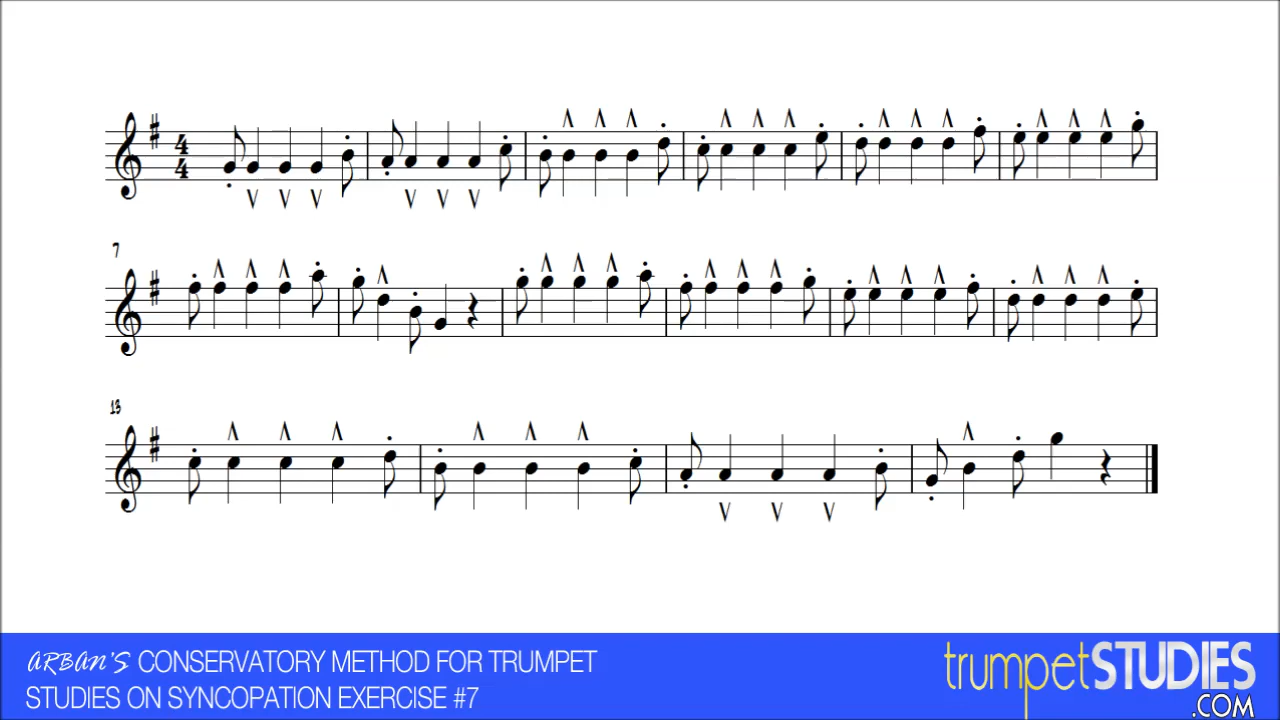 4
4
7
13
ARBAN'S CONSERVATORY METHOD FOR TRUMPET
STUDIES ON SYNCOPATION EXERCISE #7
trumpetSTUDIES
.COM